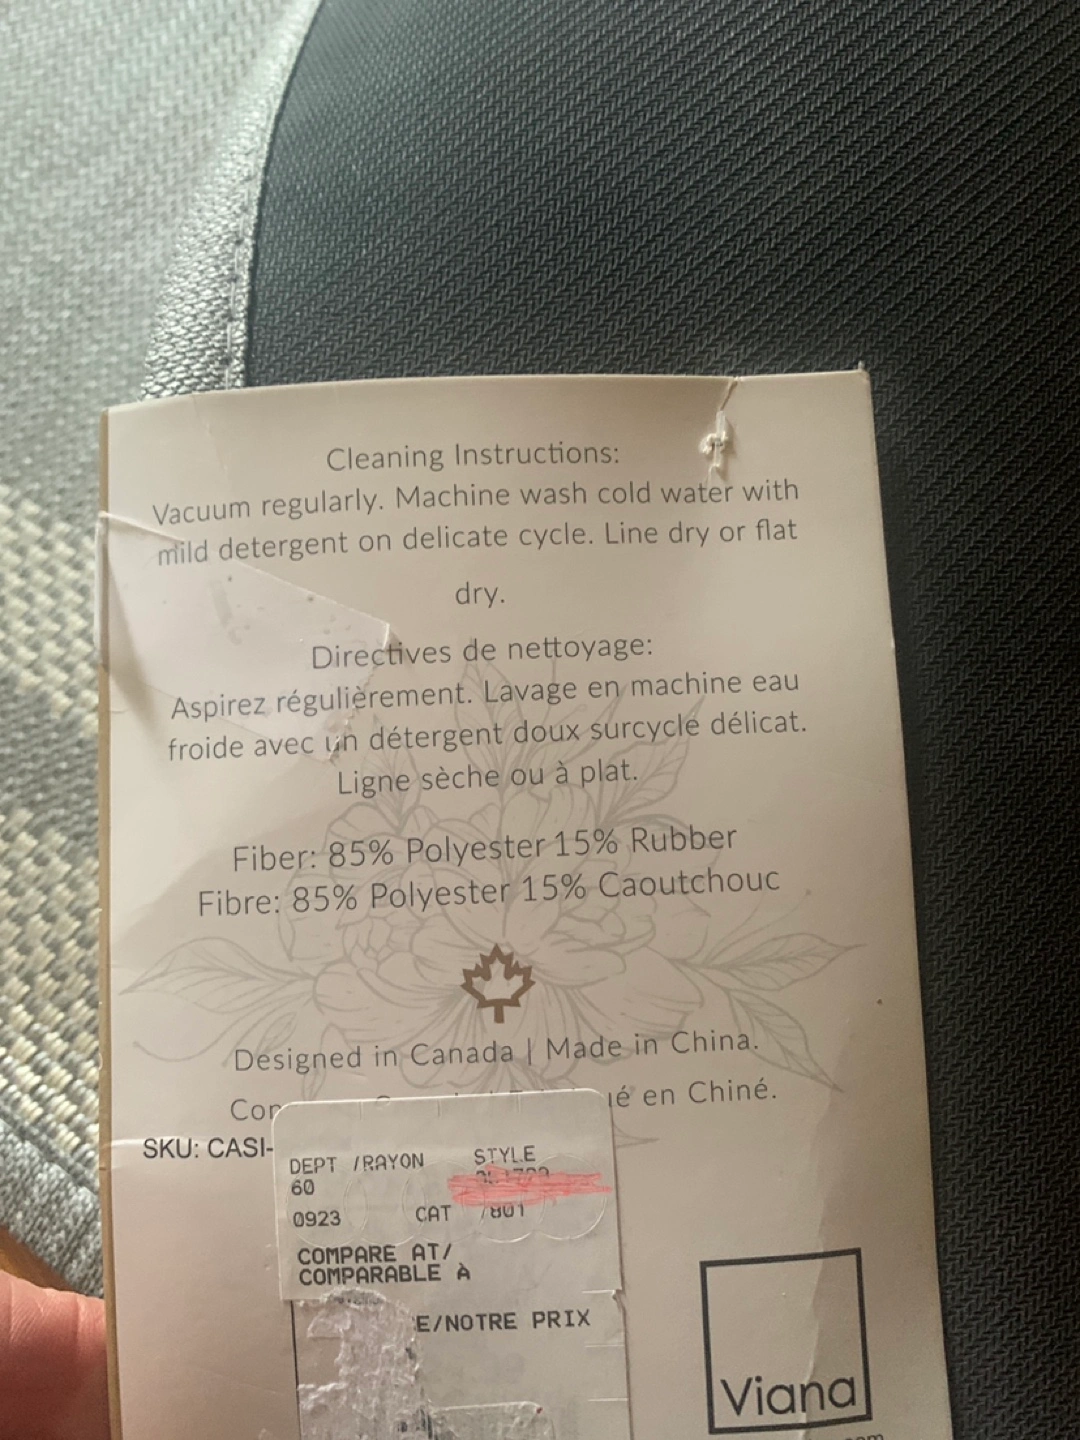 Cleaning Instructions:
Vacuum regularly. Machine wash cold water with
mild detergent on delicate cycle. Line dry or flat
dry.
Directives de nettoyage:
Aspirez régulièrement. Lavage en machine eau
froide avec un détergent doux surcycle délicat.
Ligne sèche ou à plat.
Fiber: 85% Polyester 15% Rubber
Fibre: 85% Polyester 15% Caoutchouc
Designed in Canada | Made in China.
en Chiné.
SKU: CASI-
DEPT /RAYON STYLE
60
0923 CAT 7801
COMPARE AT/
COMPARABLE À
E/NOTRE PRIX
Viana